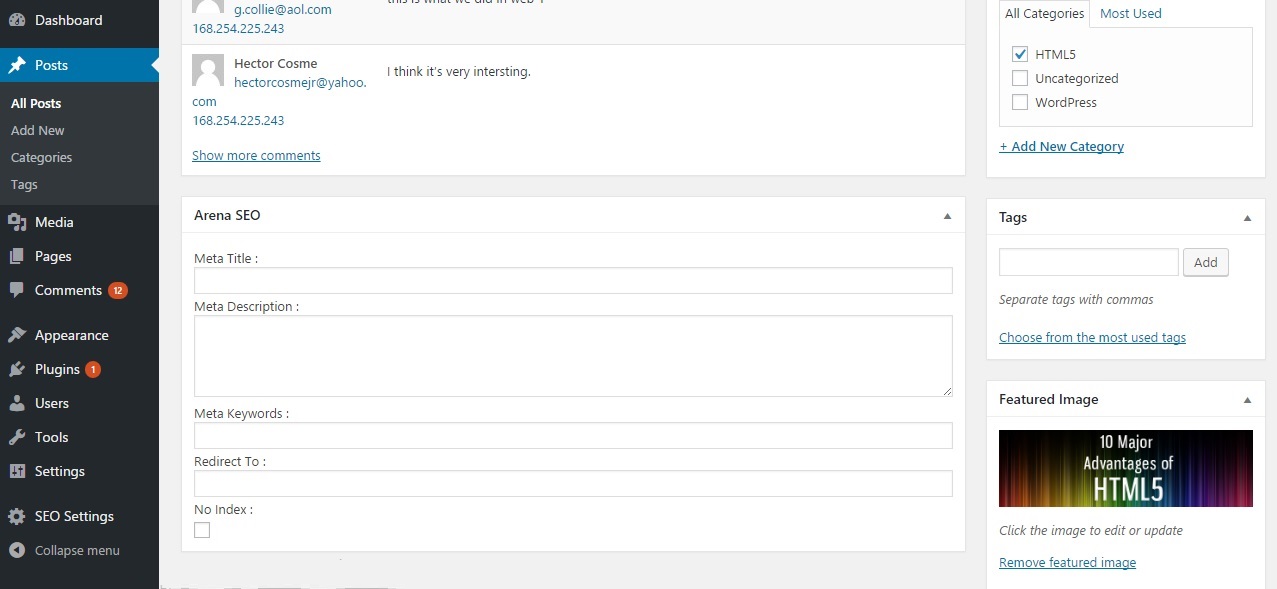 Dashboard
Posts
All Posts
Add New
Categories
Tags
Media
Pages
Comments 12
Appearance
Plugins 1
Users
Tools
Settings
SEO Settings
Collapse menu
g.collie@aol.com
168.254.225.243
this is what we did in web
Hector Cosme
hectorcosmejr@yahoo.
com
168.254.225.243
I think it's very intersting.
Show more comments
Arena SEO
Meta Title :
Meta Description :
Meta Keywords :
Redirect To :
No Index :
All Categories Most Used
HTML5
Uncategorized
WordPress
+ Add New Category
Tags
Add
Separate tags with commas
Choose from the most used tags
Featured Image
10 Major
Advantages of
HTML5
Click the image to edit or update
Remove featured image